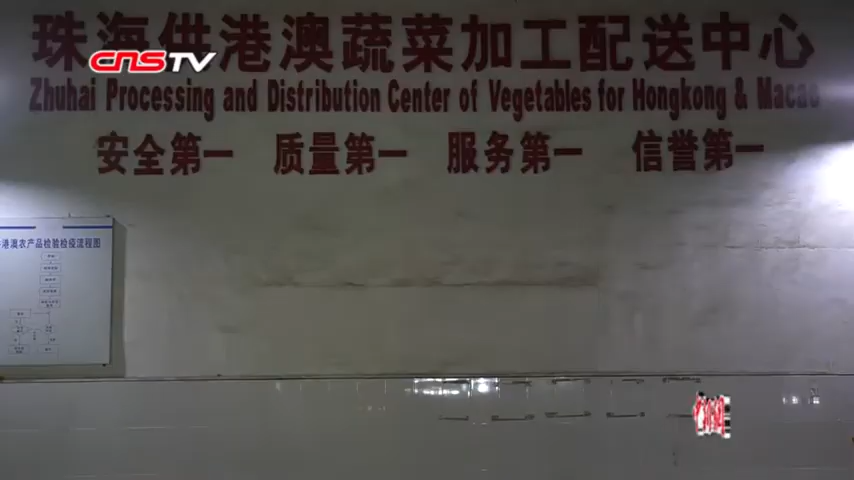 珠海供港澳蔬菜加工配送中心
CNSTV
Zhuhai Processing and Distribution Center of Vegetables for Hongkong & Macao
安全第一 质量第一 服务第一 信誉第一
港澳农产品检验检疫流程图